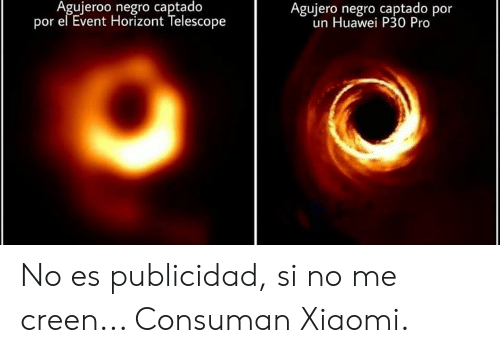 Agujeroo negro captado
por el Event Horizont Telescope
Agujero negro captado por
un Huawei P30 Pro
No es publicidad, si no me
creen... Consuman Xiaomi.